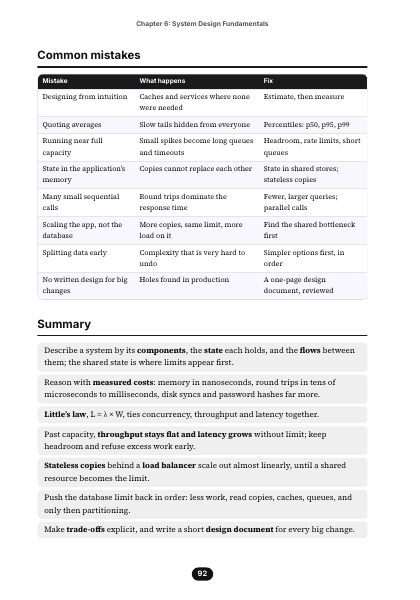 Chapter 6: System Design Fundamentals
Common mistakes
Mistake What happens Fix
Designing from intuition Caches and services where none Estimate, then measure
were needed
Quoting averages Slow tails hidden from everyone Percentiles: p50, p95, p99
Running near full Small spikes become long queues Headroom, rate limits, short
capacity and timeouts queues
State in the application's Copies cannot replace each other State in shared stores;
memory stateless copies
Many small sequential Round trips dominate the Fewer, larger queries;
calls response time parallel calls
Scaling the app, not the More copies, same limit, more Find the shared bottleneck
database load on it first
Splitting data early Complexity that is very hard to Simpler options first, in
undo order
No written design for big Holes found in production A one-page design
changes document, reviewed
Summary
Describe a system by its components, the state each holds, and the flows between
them; the shared state is where limits appear first.
Reason with measured costs: memory in nanoseconds, round trips in tens of
microseconds to milliseconds, disk syncs and password hashes far more.
Little's law, L = λ × W, ties concurrency, throughput and latency together.
Past capacity, throughput stays flat and latency grows without limit; keep
headroom and refuse excess work early.
Stateless copies behind a load balancer scale out almost linearly, until a shared
resource becomes the limit.
Push the database limit back in order: less work, read copies, caches, queues, and
only then partitioning.
Make trade-offs explicit, and write a short design document for every big change.
92